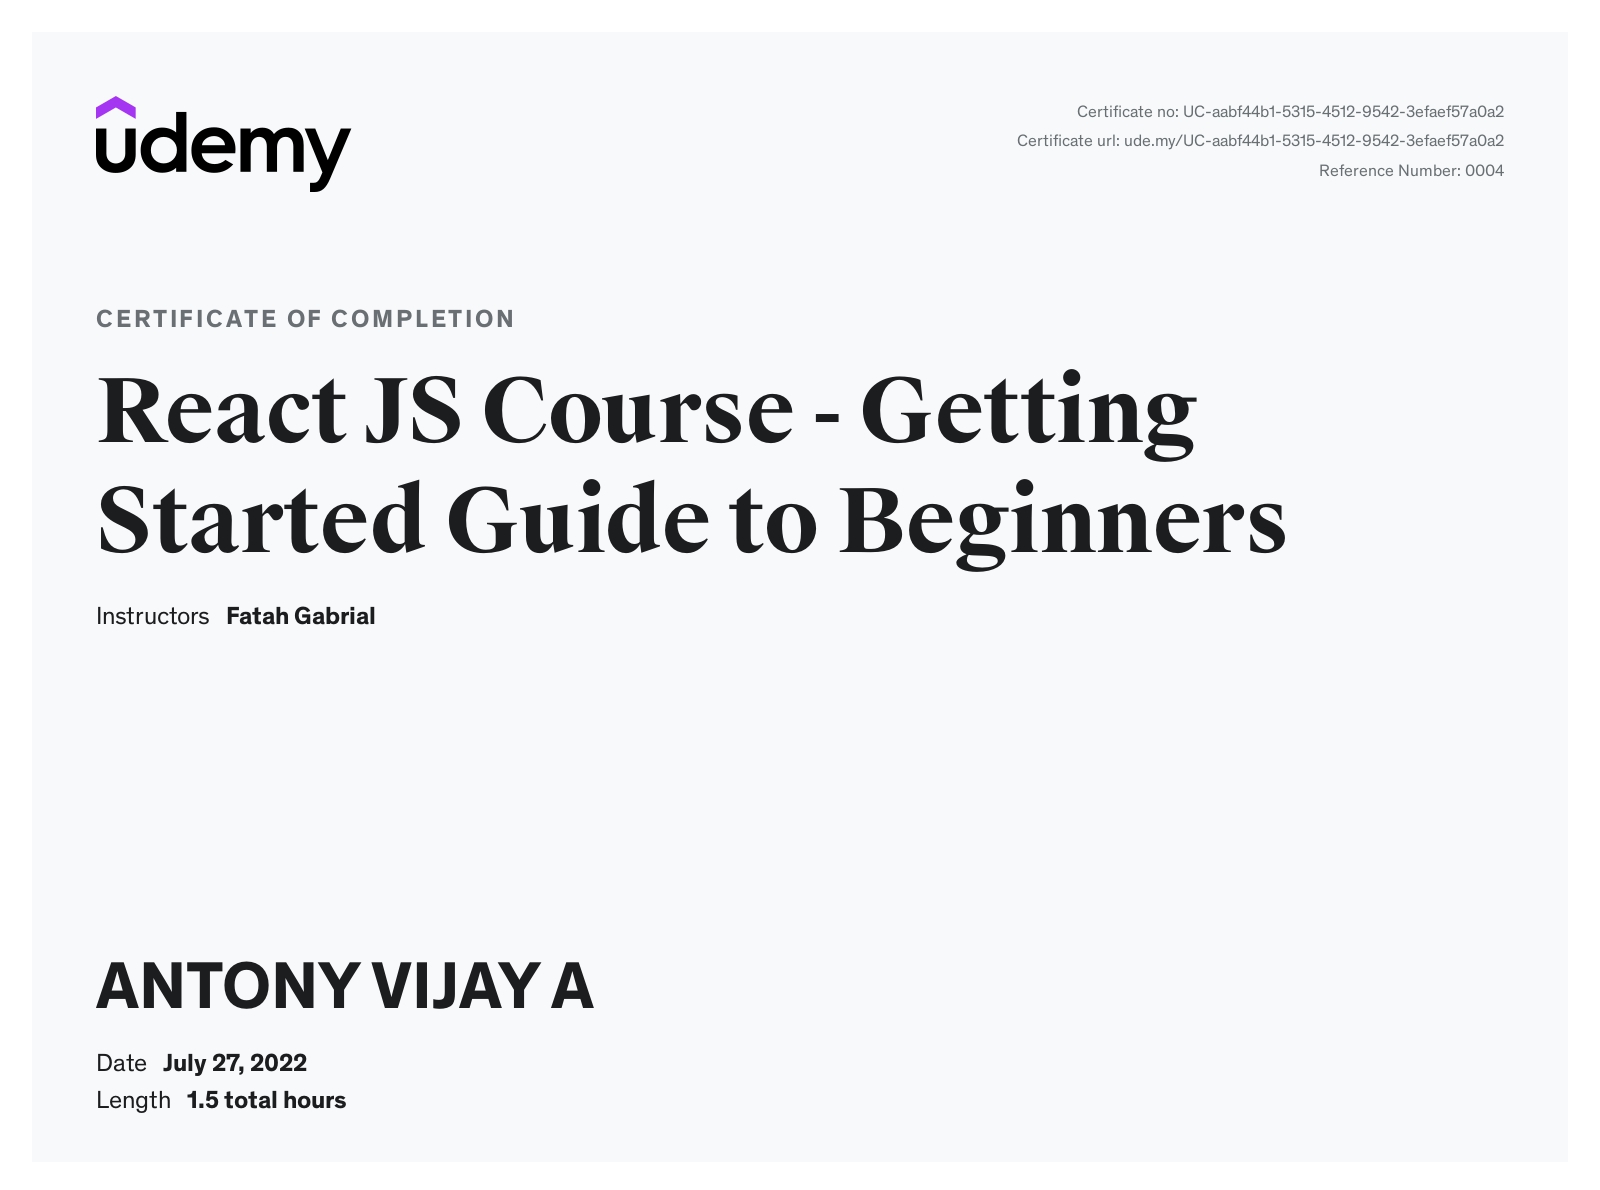 udemy
Certificate no: UC-aabf44b1-5315-4512-9542-3efaef57a0a2
Certificate url: ude.my/UC-aabf44b1-5315-4512-9542-3efaef57a0a2
Reference Number: 0004
CERTIFICATE OF COMPLETION
React JS Course - Getting
Started Guide to Beginners
Instructors Fatah Gabrial
ANTONY VIJAY A
Date July 27, 2022
Length 1.5 total hours